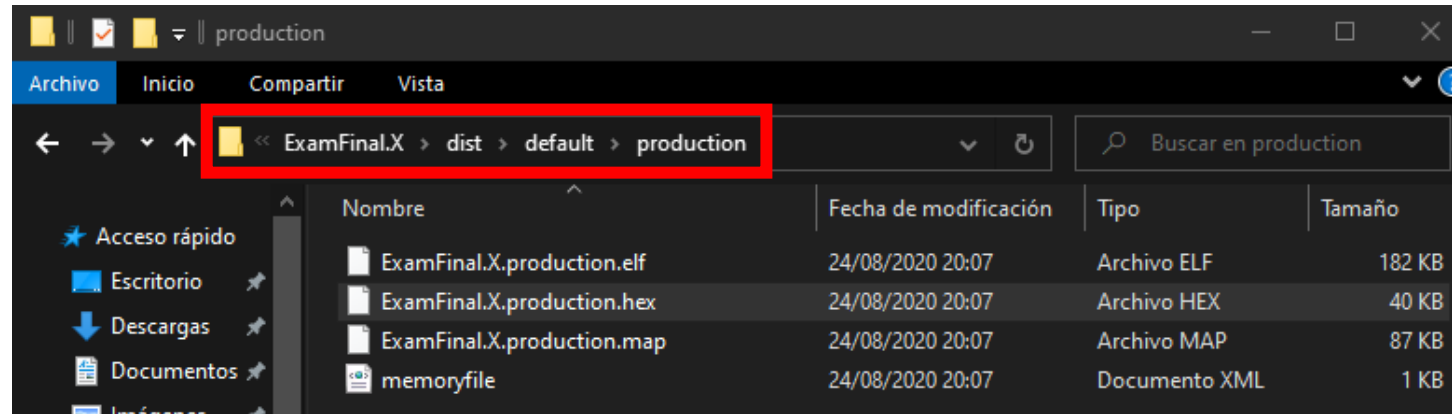 production
Archivo Inicio Compartir Vista
« ExamFinal.X > dist > default > production Buscar en production
Nombre Fecha de modificación Tipo Tamaño
Acceso rápido
ExamFinal.X.production.elf 24/08/2020 20:07 Archivo ELF 182 KB
Escritorio
ExamFinal.X.production.hex 24/08/2020 20:07 Archivo HEX 40 KB
Descargas
ExamFinal.X.production.map 24/08/2020 20:07 Archivo MAP 87 KB
Documentos
memoryfile 24/08/2020 20:07 Documento XML 1 KB